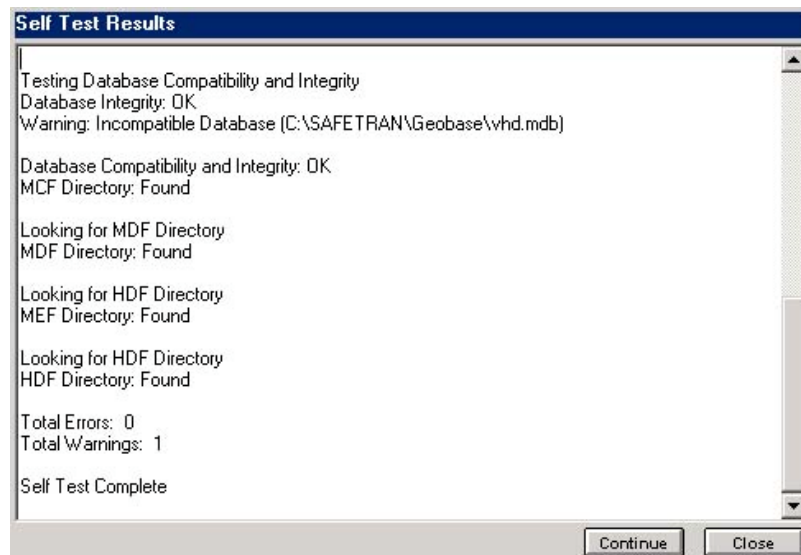 Self Test Results
Testing Database Compatibility and Integrity
Database Integrity: OK
Warning: Incompatible Database (C:\SAFETRAN\Geobase\vhd.mdb)
Database Compatibility and Integrity: OK
MCF Directory: Found
Looking for MDF Directory
MDF Directory: Found
Looking for HDF Directory
MEF Directory: Found
Looking for HDF Directory
HDF Directory: Found
Total Errors: 0
Total Warnings: 1
Self Test Complete
Continue Close